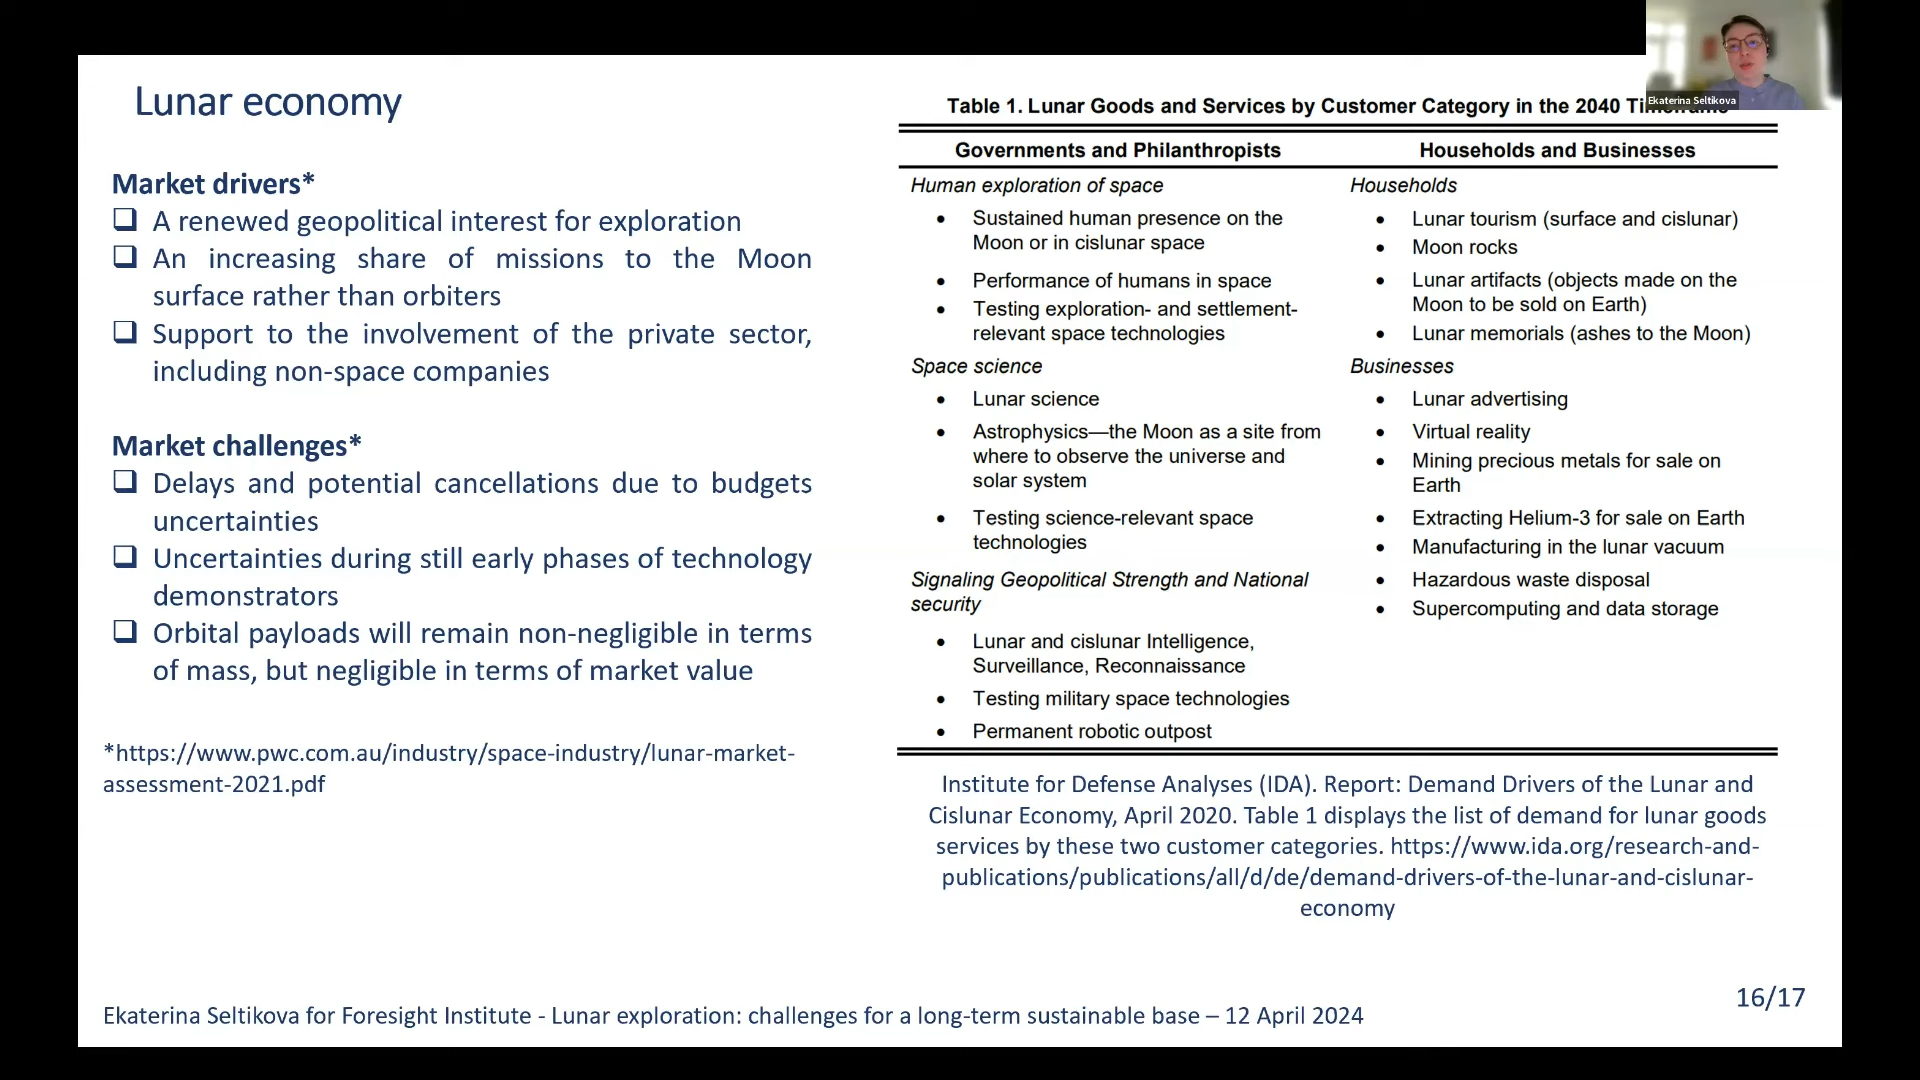 Lunar economy
Market drivers*
❑ A renewed geopolitical interest for exploration
❑ An increasing share of missions to the Moon
surface rather than orbiters
❑ Support to the involvement of the private sector,
including non-space companies
Market challenges*
❑ Delays and potential cancellations due to budgets
uncertainties
❑ Uncertainties during still early phases of technology
demonstrators
❑ Orbital payloads will remain non-negligible in terms
of mass, but negligible in terms of market value
*https://www.pwc.com.au/industry/space-industry/lunar-market-
assessment-2021.pdf
Ekaterina Seltikova
Table 1. Lunar Goods and Services by Customer Category in the 2040
Governments and Philanthropists
Human exploration of space
• Sustained human presence on the
Moon or in cislunar space
• Performance of humans in space
• Testing exploration- and settlement-
relevant space technologies
Space science
• Lunar science
• Astrophysics—the Moon as a site from
where to observe the universe and
solar system
• Testing science-relevant space
technologies
Signaling Geopolitical Strength and National
security
• Lunar and cislunar Intelligence,
Surveillance, Reconnaissance
• Testing military space technologies
• Permanent robotic outpost
Households and Businesses
Households
• Lunar tourism (surface and cislunar)
• Moon rocks
• Lunar artifacts (objects made on the
Moon to be sold on Earth)
• Lunar memorials (ashes to the Moon)
Businesses
• Lunar advertising
• Virtual reality
• Mining precious metals for sale on
Earth
• Extracting Helium-3 for sale on Earth
• Manufacturing in the lunar vacuum
• Hazardous waste disposal
• Supercomputing and data storage
Institute for Defense Analyses (IDA). Report: Demand Drivers of the Lunar and
Cislunar Economy, April 2020. Table 1 displays the list of demand for lunar goods
services by these two customer categories. https://www.ida.org/research-and-
publications/publications/all/d/de/demand-drivers-of-the-lunar-and-cislunar-
economy
16/17
Ekaterina Seltikova for Foresight Institute - Lunar exploration: challenges for a long-term sustainable base – 12 April 2024